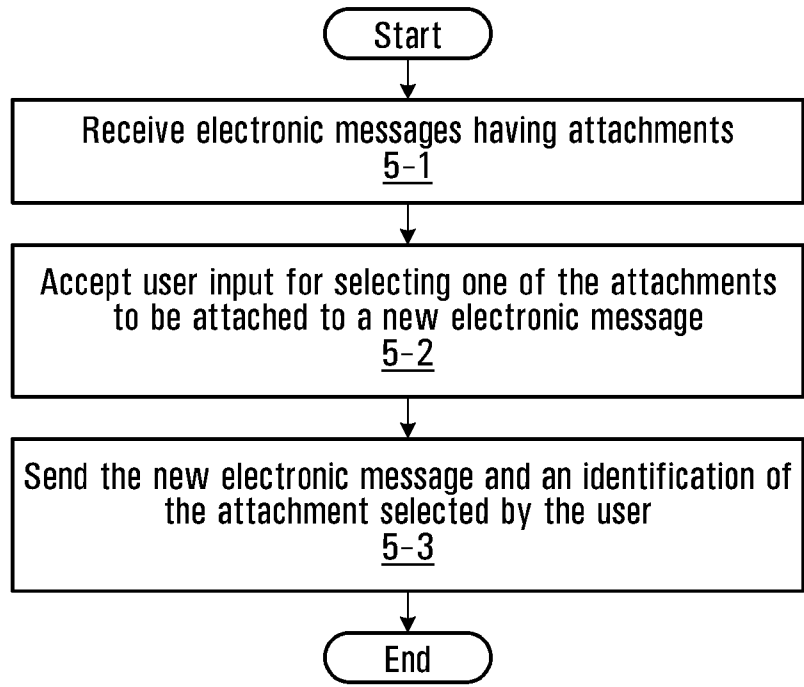 Start
Receive electronic messages having attachments
5-1
Accept user input for selecting one of the attachments
to be attached to a new electronic message
5-2
Send the new electronic message and an identification of
the attachment selected by the user
5-3
End